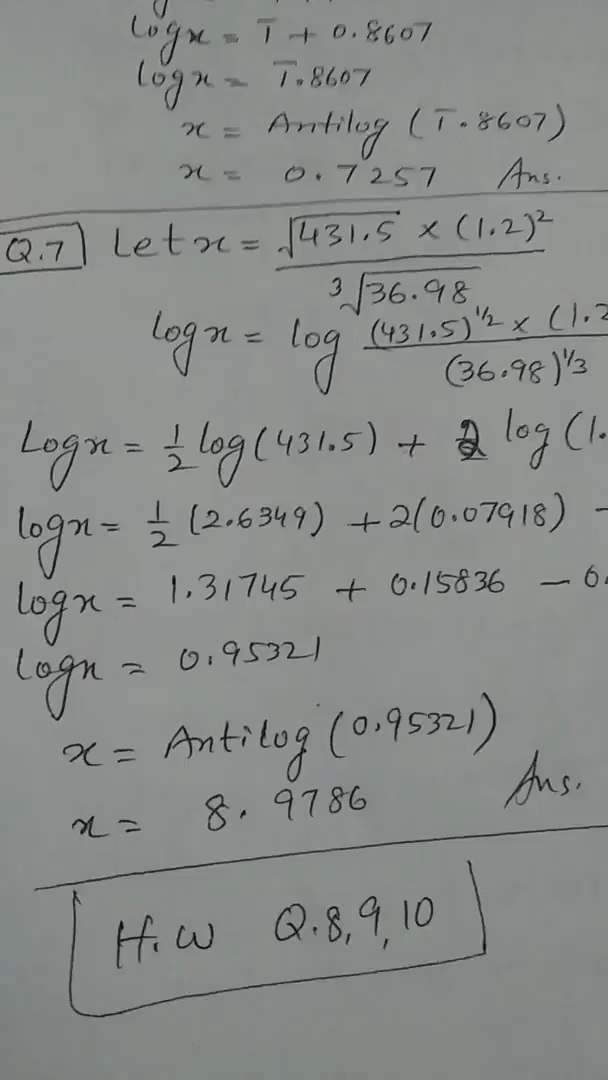 log x = 1̅ + 0.8607
log x = 1̅.8607
x = Antilog (1̅.8607)
x = 0.7257 Ans.
Q.7 Let x = √431.5 × (1.2)² / ³√36.98
log x = log (431.5)^1/2 × (1.2 / (36.98)^1/3
Log x = 1/2 log(431.5) + 2 log (1.
log x = 1/2 (2.6349) + 2(0.07918) -
log x = 1.31745 + 0.15836 - 0.
log x = 0.95321
x = Antilog (0.95321)
x = 8.9786 Ans.
H.W Q.8,9,10